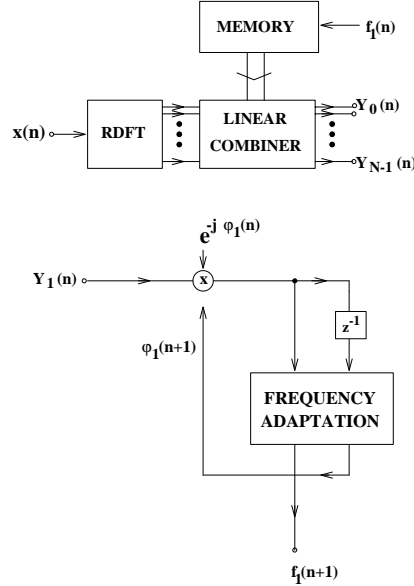 MEMORY
f1(n)
x(n)
RDFT
LINEAR
COMBINER
Y0(n)
YN-1(n)
e-j φ1(n)
Y1(n)
x
z-1
φ1(n+1)
FREQUENCY
ADAPTATION
f1(n+1)